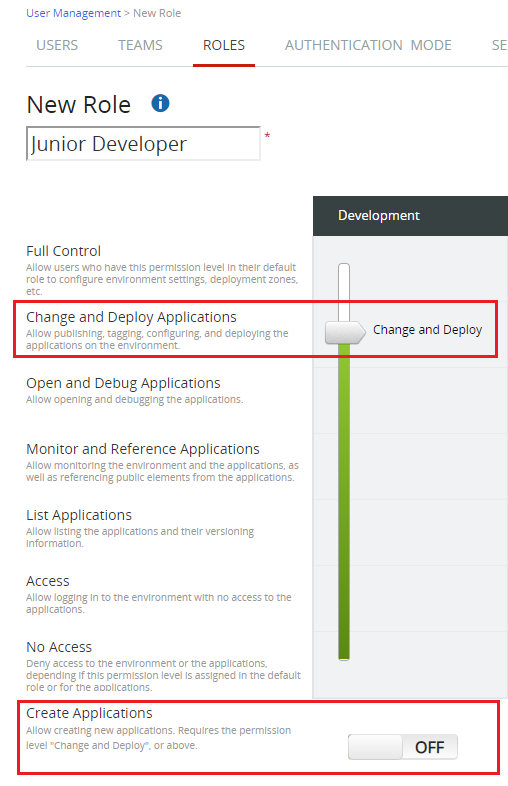 User Management > New Role
USERS TEAMS ROLES AUTHENTICATION MODE SE
New Role i
Junior Developer *
Development
Full Control
Allow users who have this permission level in their default
role to configure environment settings, deployment zones,
etc.
Change and Deploy Applications
Allow publishing, tagging, configuring, and deploying the
applications on the environment.
Change and Deploy
Open and Debug Applications
Allow opening and debugging the applications.
Monitor and Reference Applications
Allow monitoring the environment and the applications, as
well as referencing public elements from the applications.
List Applications
Allow listing the applications and their versioning
information.
Access
Allow logging in to the environment with no access to the
applications.
No Access
Deny access to the environment or the applications,
depending if this permission level is assigned in the default
role or for the applications.
Create Applications
Allow creating new applications. Requires the permission
level "Change and Deploy", or above.
OFF